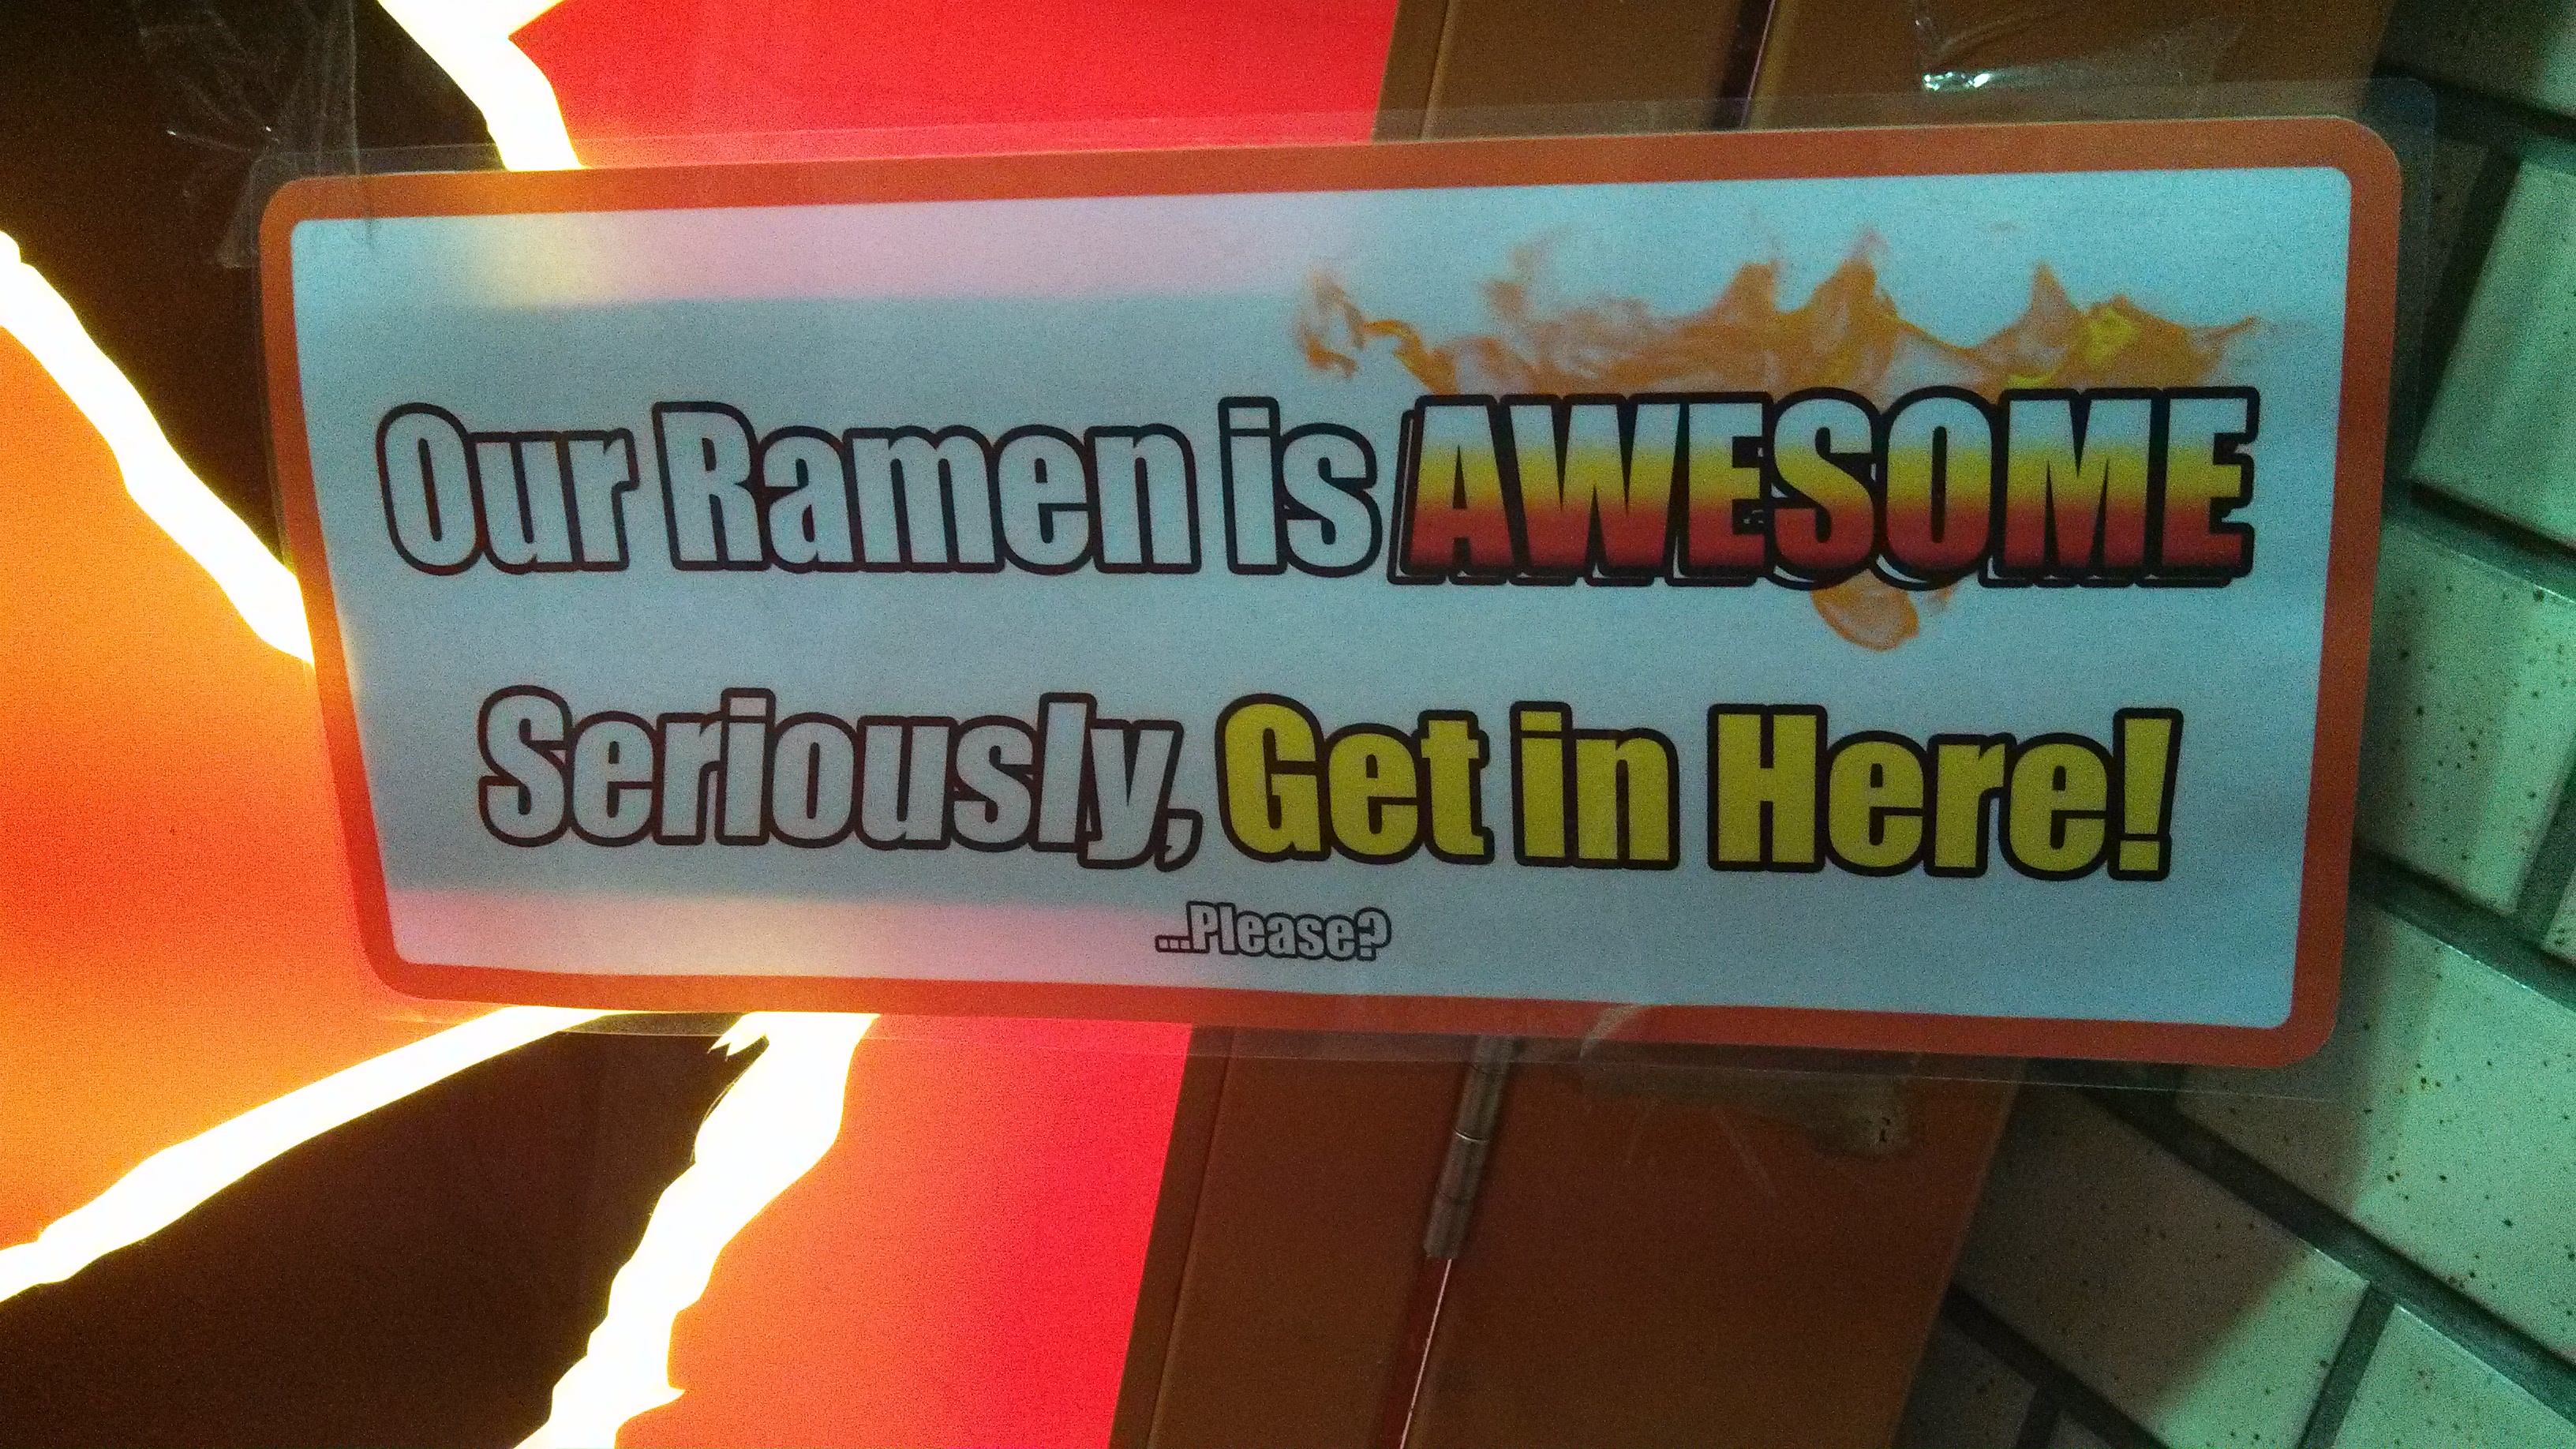 Our Ramen is AWESOME
Seriously, Get in Here!
...Please?